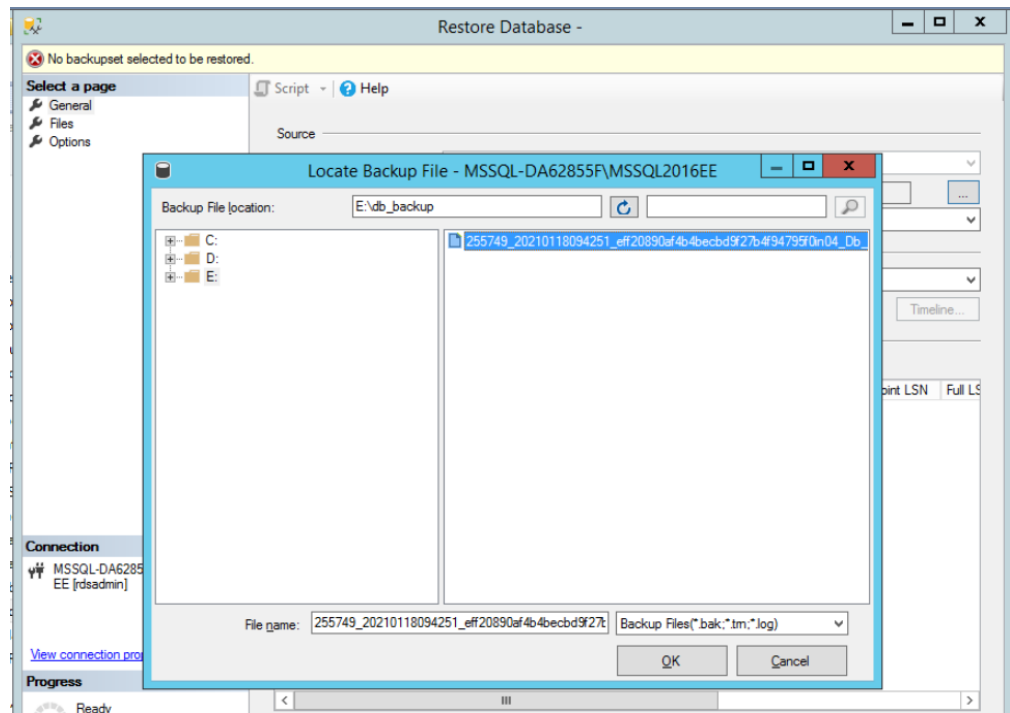 Restore Database -
No backupset selected to be restored.
Select a page
General
Files
Options
Script
Help
Source
...
Timeline...
oint LSN
Full LS
Locate Backup File - MSSQL-DA62855F\MSSQL2016EE
Backup File location:
E:\db_backup
C:
D:
E:
255749_20210118094251_eff20890af4b4becbd9f27b4f94795f0in04_Db_
File name:
255749_20210118094251_eff20890af4b4becbd9f27b
Backup Files(*.bak;*.trn;*.log)
OK
Cancel
Connection
MSSQL-DA6285
EE [rdsadmin]
View connection prop
Progress
Ready